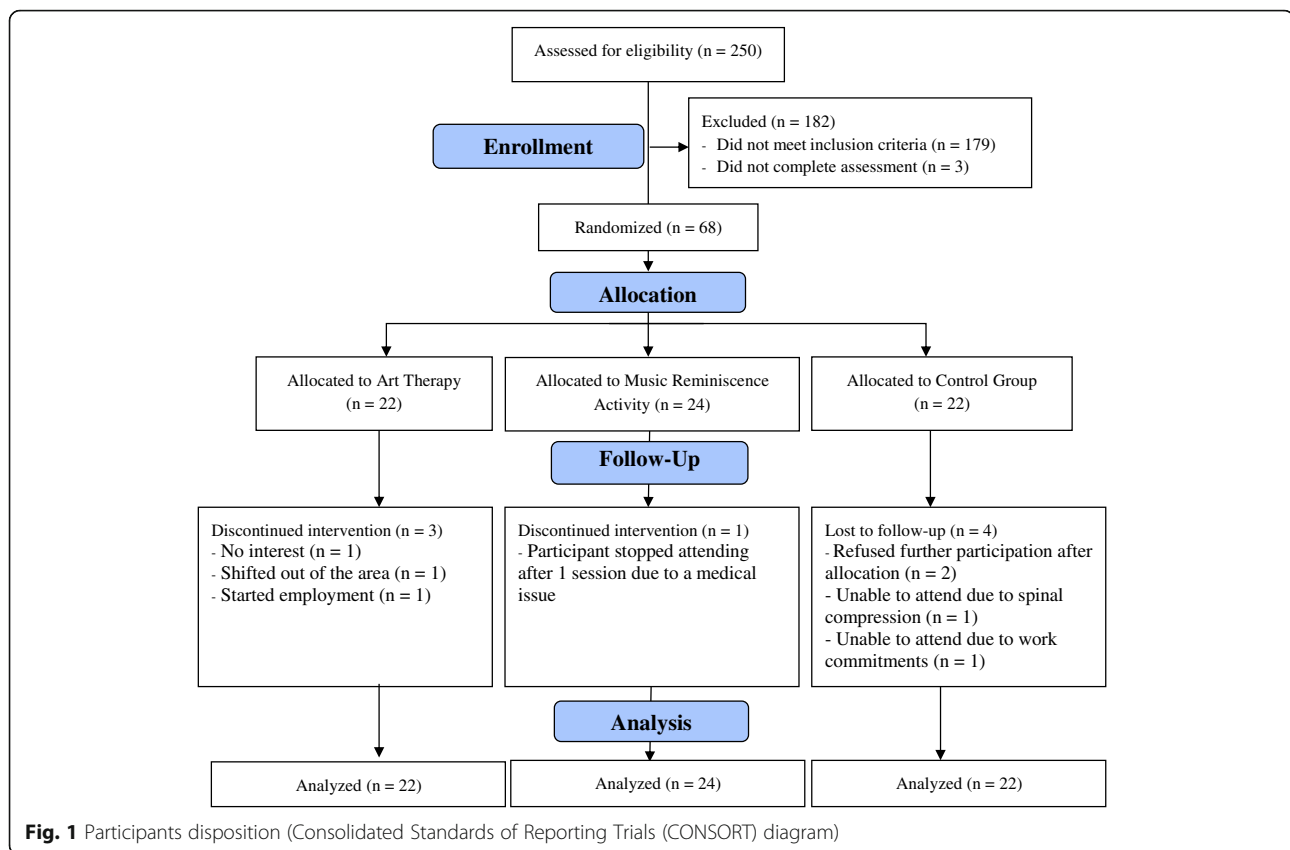 Assessed for eligibility (n = 250)
Excluded (n = 182)
- Did not meet inclusion criteria (n = 179)
- Did not complete assessment (n = 3)
Enrollment
Randomized (n = 68)
Allocation
Allocated to Art Therapy
(n = 22)
Allocated to Music Reminiscence
Activity (n = 24)
Allocated to Control Group
(n = 22)
Follow-Up
Discontinued intervention (n = 3)
- No interest (n = 1)
- Shifted out of the area (n = 1)
- Started employment (n = 1)
Discontinued intervention (n = 1)
- Participant stopped attending
after 1 session due to a medical
issue
Lost to follow-up (n = 4)
- Refused further participation after
allocation (n = 2)
- Unable to attend due to spinal
compression (n = 1)
- Unable to attend due to work
commitments (n = 1)
Analysis
Analyzed (n = 22)
Analyzed (n = 24)
Analyzed (n = 22)
Fig. 1 Participants disposition (Consolidated Standards of Reporting Trials (CONSORT) diagram)